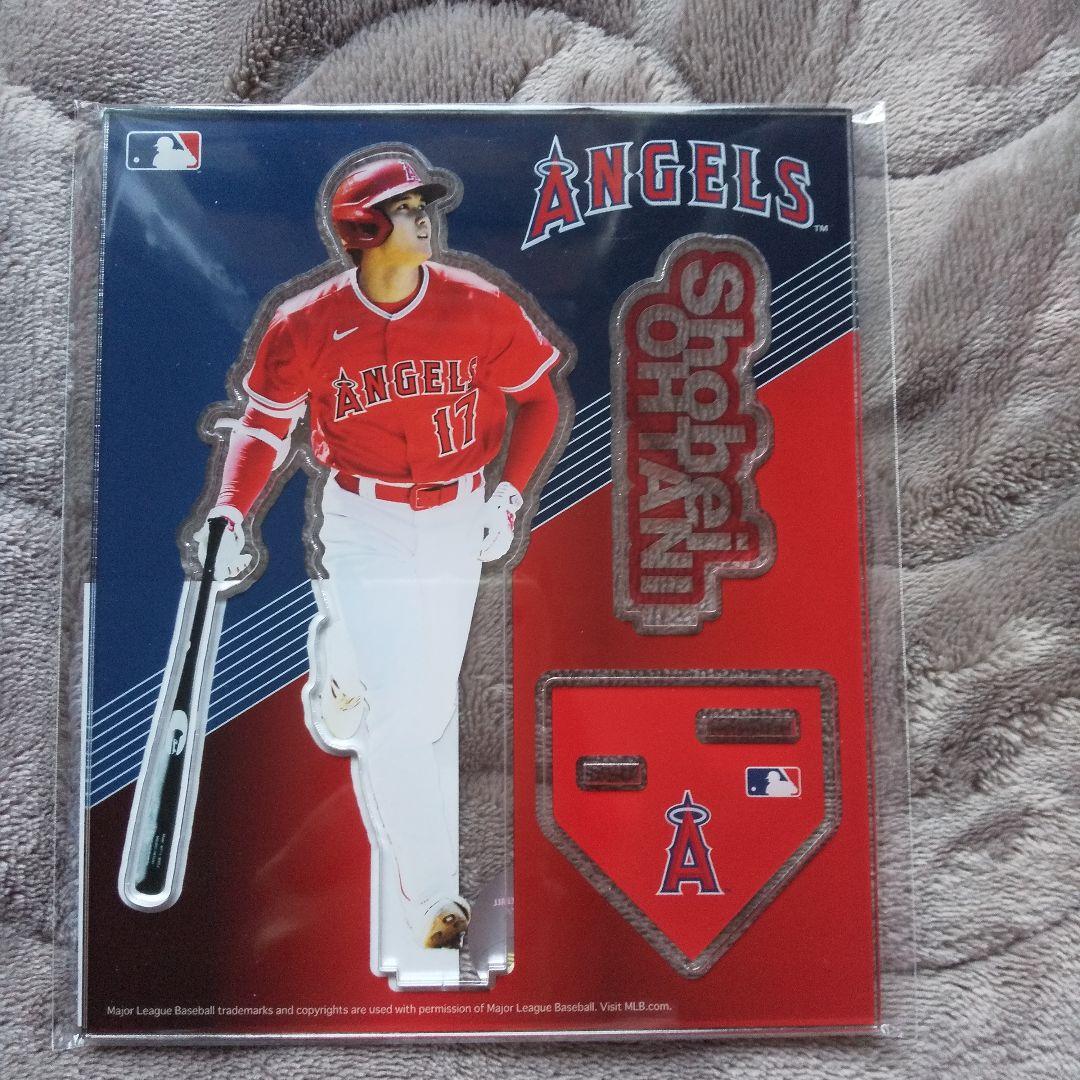 ANGELS™
Shohei
OHTANI
ANGELS
17
A
Major League Baseball trademarks and copyrights are used with permission of Major League Baseball. Visit MLB.com.